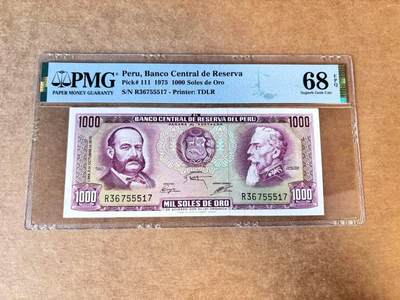 PMG
PAPER MONEY GUARANTY
Peru, Banco Central de Reserva
Pick# 111 1975 1000 Soles de Oro
S/N R36755517 - Printer: TDLR
68 EPQ
Superb Gem Unc
1000
BANCO CENTRAL DE RESERVA DEL PERU
1000
R36755517
R36755517
1000
MIL SOLES DE ORO
1000